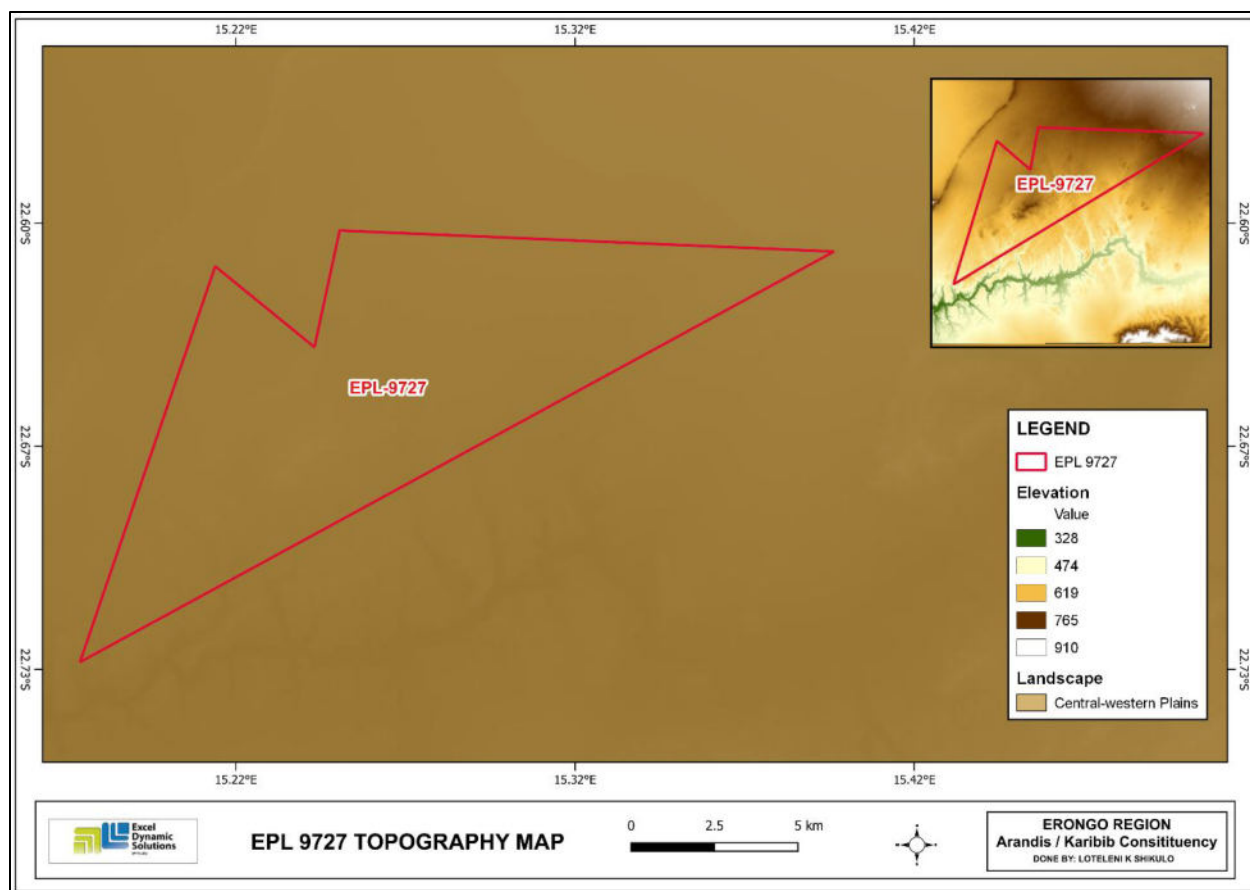 15.22°E
15.32°E
15.42°E
22.60°S
22.60°S
EPL-9727
EPL-9727
22.67°S
22.67°S
LEGEND
EPL 9727
Elevation
Value
328
474
619
765
910
Landscape
Central-western Plains
22.73°S
22.73°S
15.22°E
15.32°E
15.42°E
Excel
Dynamic
Solutions
EPL 9727 TOPOGRAPHY MAP
0 2.5 5 km
ERONGO REGION
Arandis / Karibib Consitituency
DONE BY: LOTELENI K SHIKULO